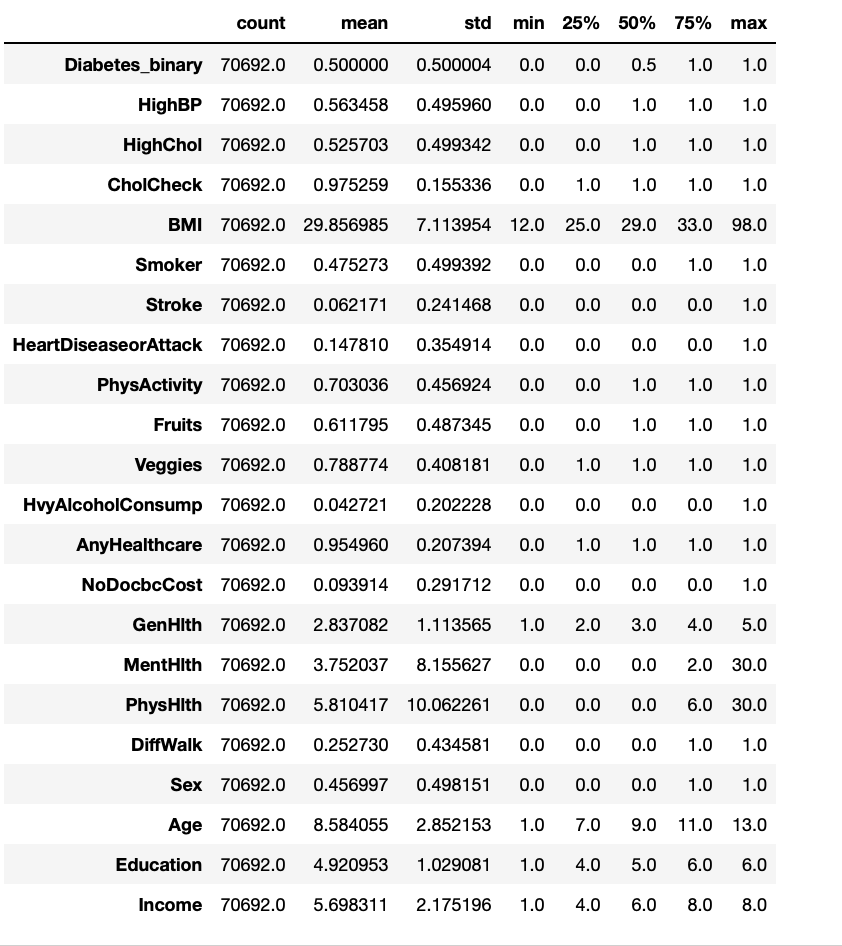 count mean std min 25% 50% 75% max
Diabetes_binary 70692.0 0.500000 0.500004 0.0 0.0 0.5 1.0 1.0
HighBP 70692.0 0.563458 0.495960 0.0 0.0 1.0 1.0 1.0
HighChol 70692.0 0.525703 0.499342 0.0 0.0 1.0 1.0 1.0
CholCheck 70692.0 0.975259 0.155336 0.0 1.0 1.0 1.0 1.0
BMI 70692.0 29.856985 7.113954 12.0 25.0 29.0 33.0 98.0
Smoker 70692.0 0.475273 0.499392 0.0 0.0 0.0 1.0 1.0
Stroke 70692.0 0.062171 0.241468 0.0 0.0 0.0 0.0 1.0
HeartDiseaseorAttack 70692.0 0.147810 0.354914 0.0 0.0 0.0 0.0 1.0
PhysActivity 70692.0 0.703036 0.456924 0.0 0.0 1.0 1.0 1.0
Fruits 70692.0 0.611795 0.487345 0.0 0.0 1.0 1.0 1.0
Veggies 70692.0 0.788774 0.408181 0.0 1.0 1.0 1.0 1.0
HvyAlcoholConsump 70692.0 0.042721 0.202228 0.0 0.0 0.0 0.0 1.0
AnyHealthcare 70692.0 0.954960 0.207394 0.0 1.0 1.0 1.0 1.0
NoDocbcCost 70692.0 0.093914 0.291712 0.0 0.0 0.0 0.0 1.0
GenHlth 70692.0 2.837082 1.113565 1.0 2.0 3.0 4.0 5.0
MentHlth 70692.0 3.752037 8.155627 0.0 0.0 0.0 2.0 30.0
PhysHlth 70692.0 5.810417 10.062261 0.0 0.0 0.0 6.0 30.0
DiffWalk 70692.0 0.252730 0.434581 0.0 0.0 0.0 1.0 1.0
Sex 70692.0 0.456997 0.498151 0.0 0.0 0.0 1.0 1.0
Age 70692.0 8.584055 2.852153 1.0 7.0 9.0 11.0 13.0
Education 70692.0 4.920953 1.029081 1.0 4.0 5.0 6.0 6.0
Income 70692.0 5.698311 2.175196 1.0 4.0 6.0 8.0 8.0